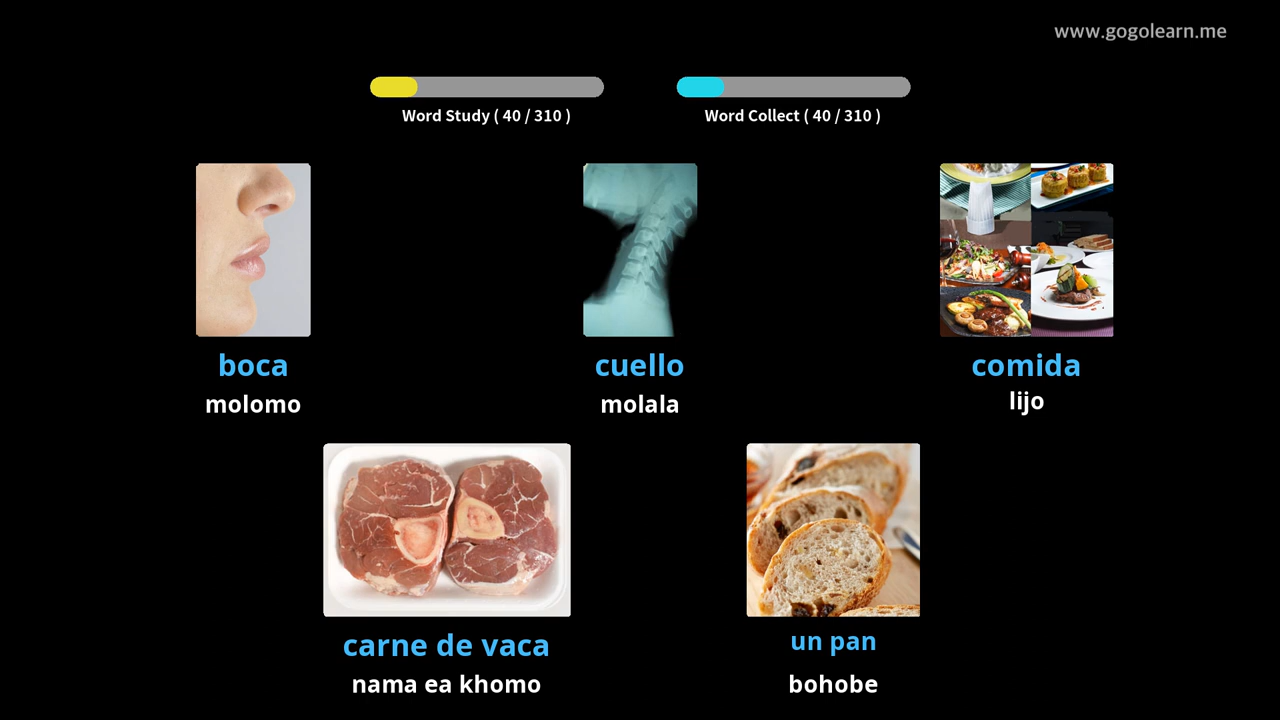 www.gogolearn.me
Word Study ( 40 / 310 )
Word Collect ( 40 / 310 )
boca
molomo
cuello
molala
comida
lijo
carne de vaca
nama ea khomo
un pan
bohobe